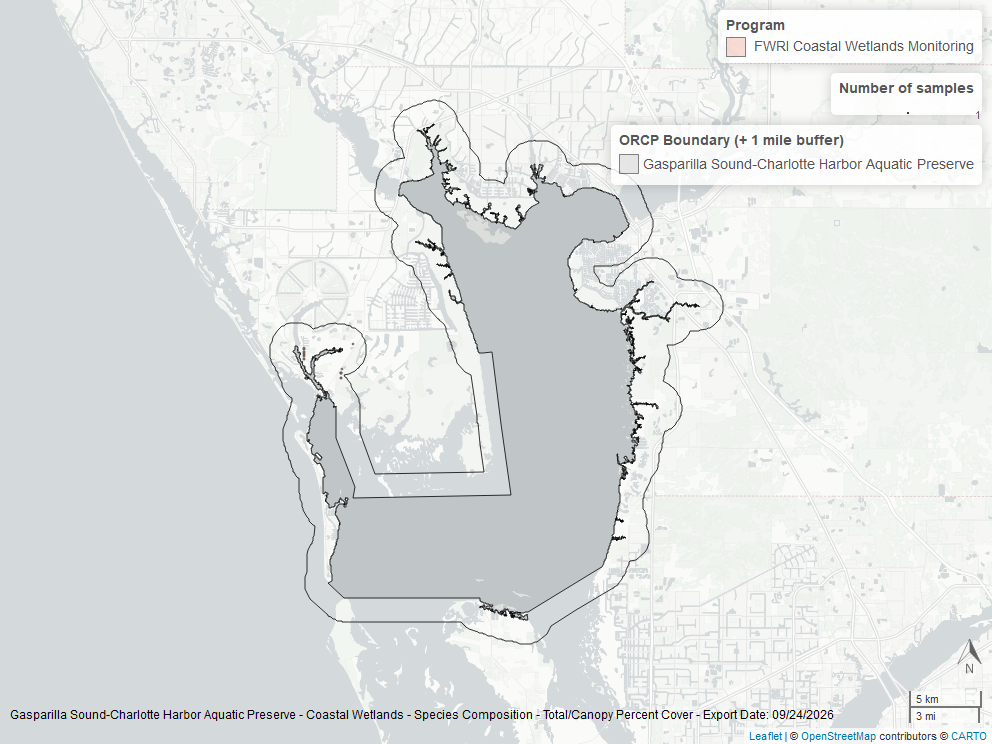 Program
FWRI Coastal Wetlands Monitoring
Number of samples
1
ORCP Boundary (+ 1 mile buffer)
Gasparilla Sound-Charlotte Harbor Aquatic Preserve
N
5 km
3 mi
Gasparilla Sound-Charlotte Harbor Aquatic Preserve - Coastal Wetlands - Species Composition - Total/Canopy Percent Cover - Export Date: 09/24/2026
Leaflet | © OpenStreetMap contributors © CARTO